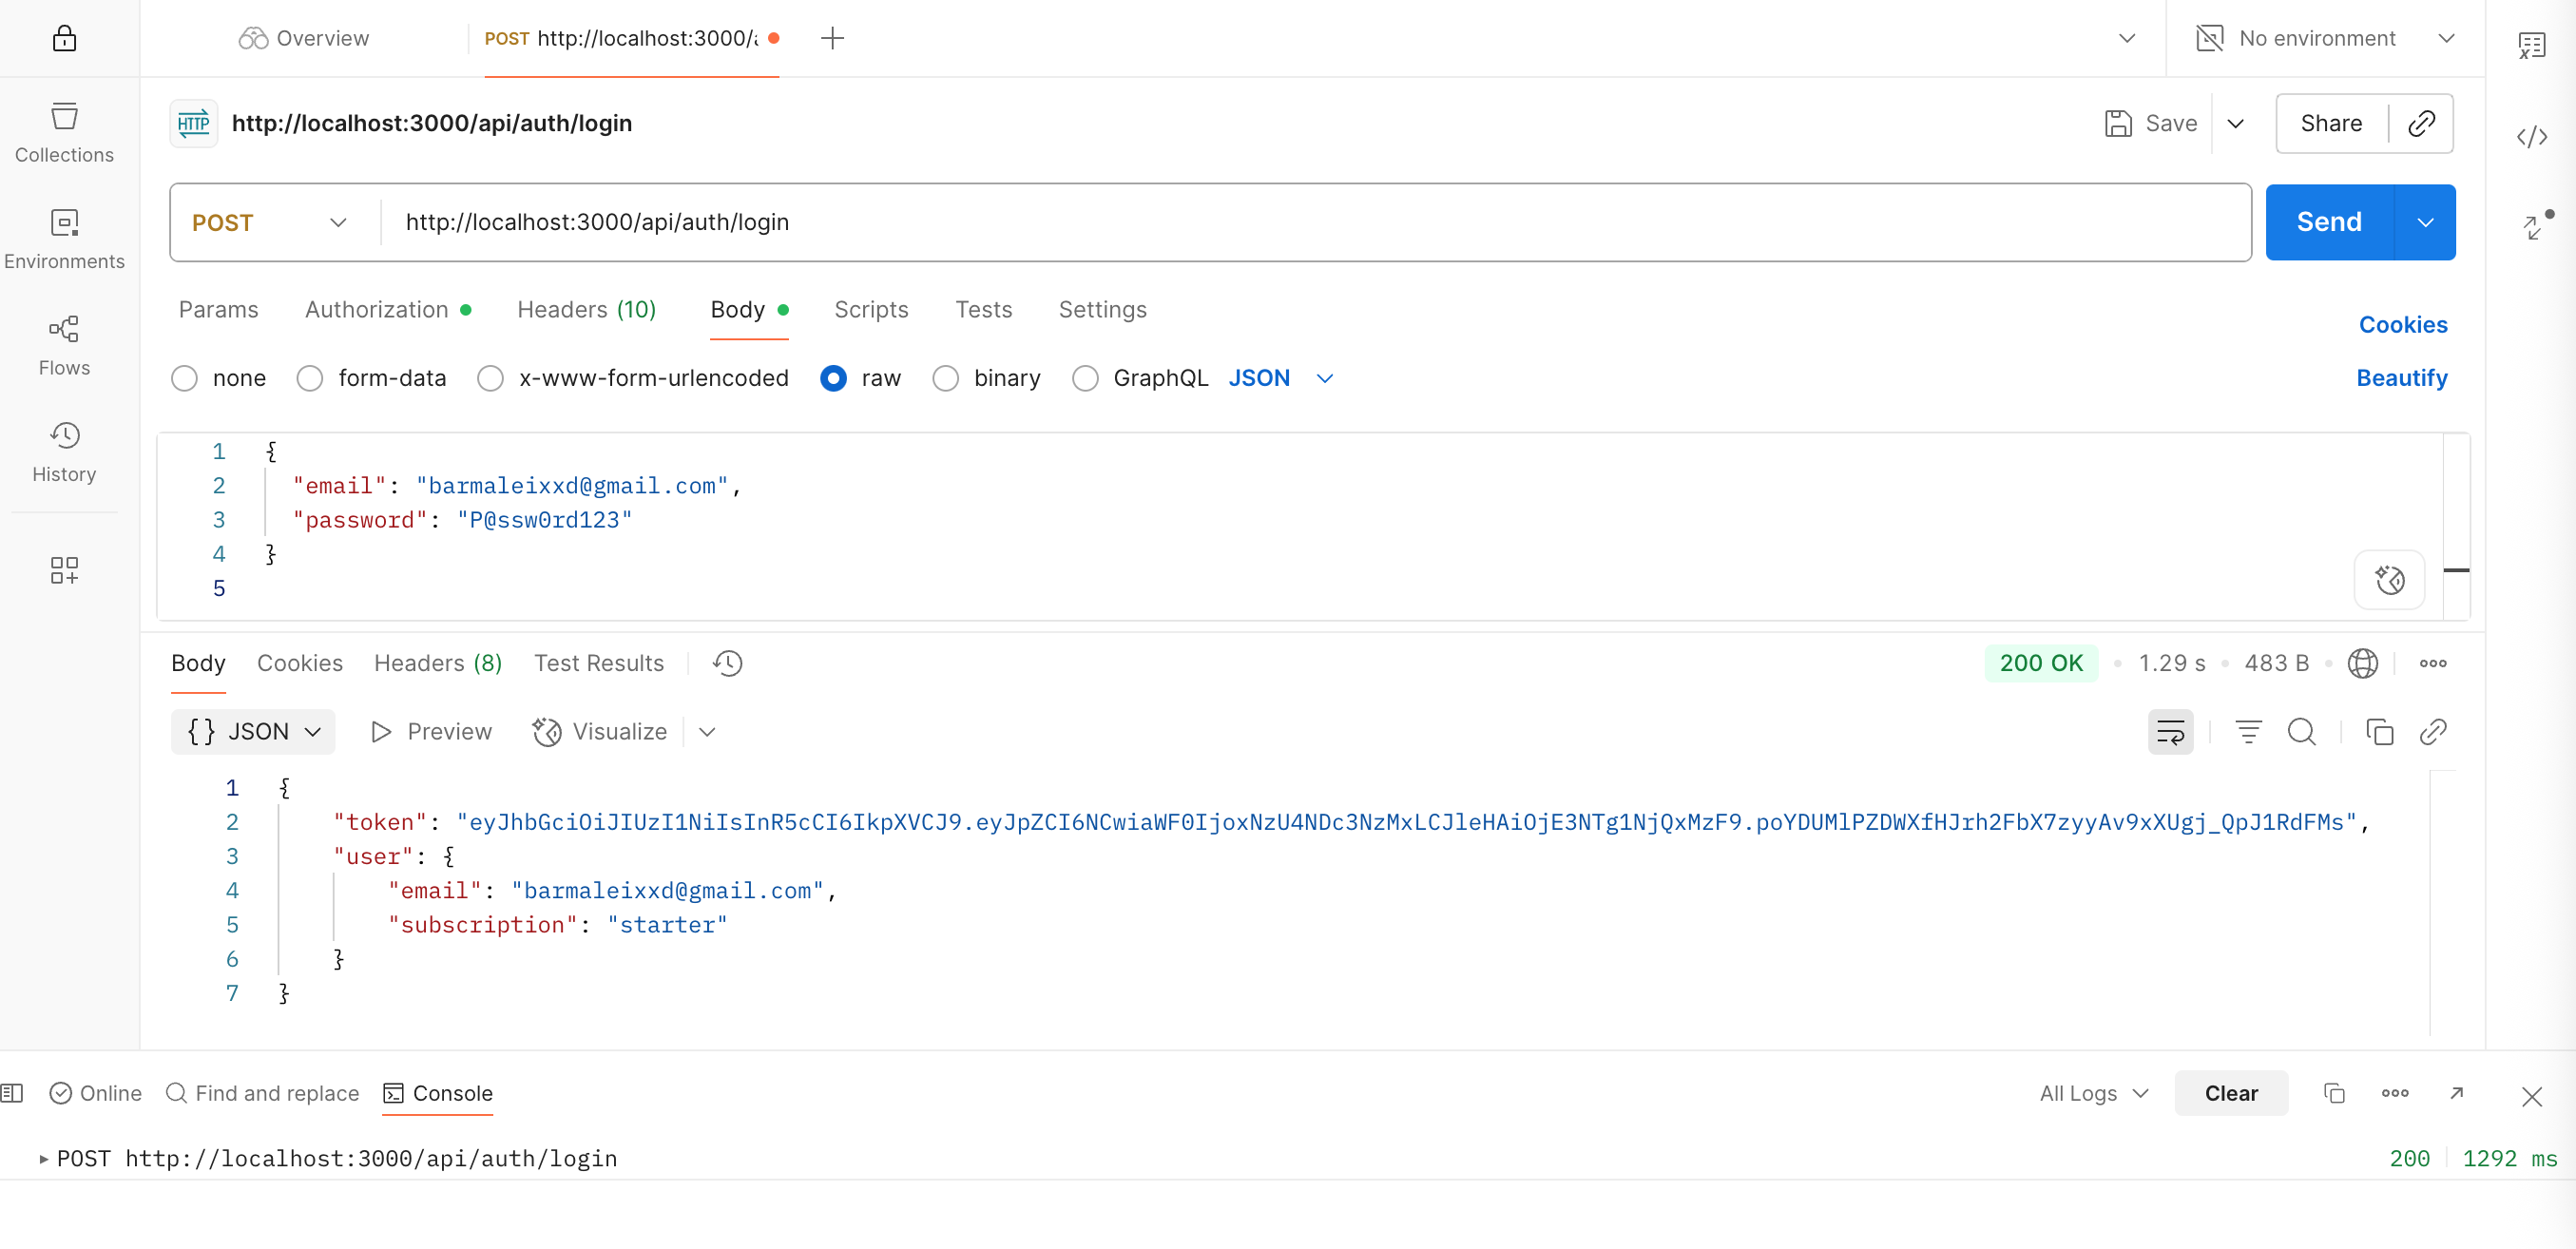 Overview
POST http://localhost:3000/a
No environment
HTTP http://localhost:3000/api/auth/login
Save
Share
Collections
Environments
Flows
History
POST http://localhost:3000/api/auth/login
Send
Params Authorization Headers (10) Body Scripts Tests Settings
Cookies
none form-data x-www-form-urlencoded raw binary GraphQL JSON
Beautify
1 {
2 "email": "barmaleixxd@gmail.com",
3 "password": "P@ssw0rd123"
4 }
5
Body Cookies Headers (8) Test Results
200 OK • 1.29 s • 483 B •
{ } JSON Preview Visualize
1 {
2 "token": "eyJhbGciOiJIUzI1NiIsInR5cCI6IkpXVCJ9.eyJpZCI6NCwiaWF0IjoxNzU4NDc3NzMxLCJleHAiOjE3NTg1NjQxMzF9.poYDUMlPZDWXfHJrh2FbX7zyyAv9xXUgj_QpJ1RdFMs",
3 "user": {
4 "email": "barmaleixxd@gmail.com",
5 "subscription": "starter"
6 }
7 }
Online Find and replace Console
All Logs Clear
POST http://localhost:3000/api/auth/login
200 1292 ms